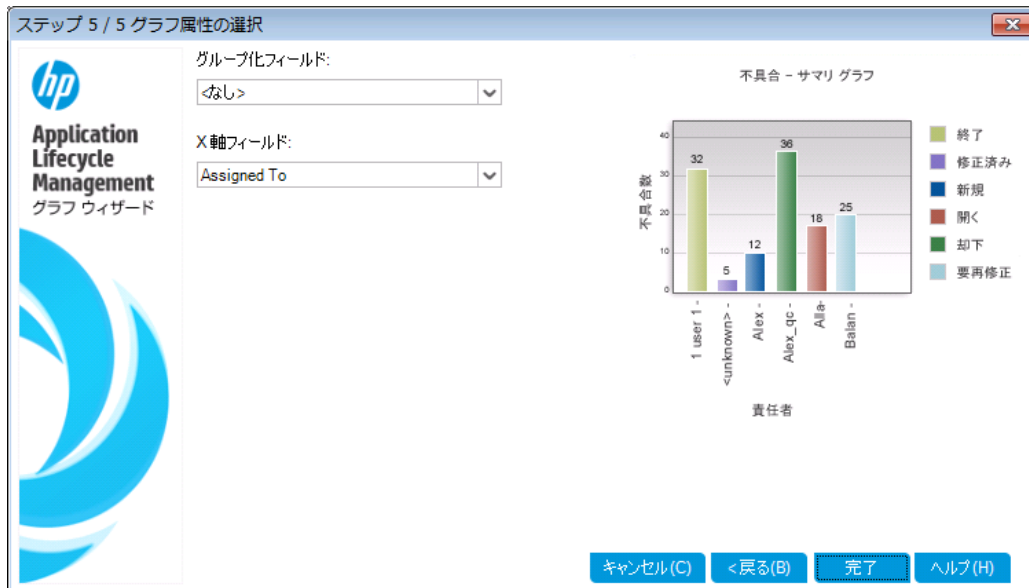 ステップ 5 / 5 グラフ属性の選択
hp
Application
Lifecycle
Management
グラフ ウィザード
グループ化フィールド:
<なし>
X 軸フィールド:
Assigned To
不具合 - サマリ グラフ
不具合数
40
30
20
10
0
32
5
12
36
18
25
1 user 1 -
<unknown> -
Alex -
Alex_qc -
Alla-
Balan -
責任者
終了
修正済み
新規
開く
却下
要再修正
キャンセル(C)
<戻る(B)
完了
ヘルプ(H)